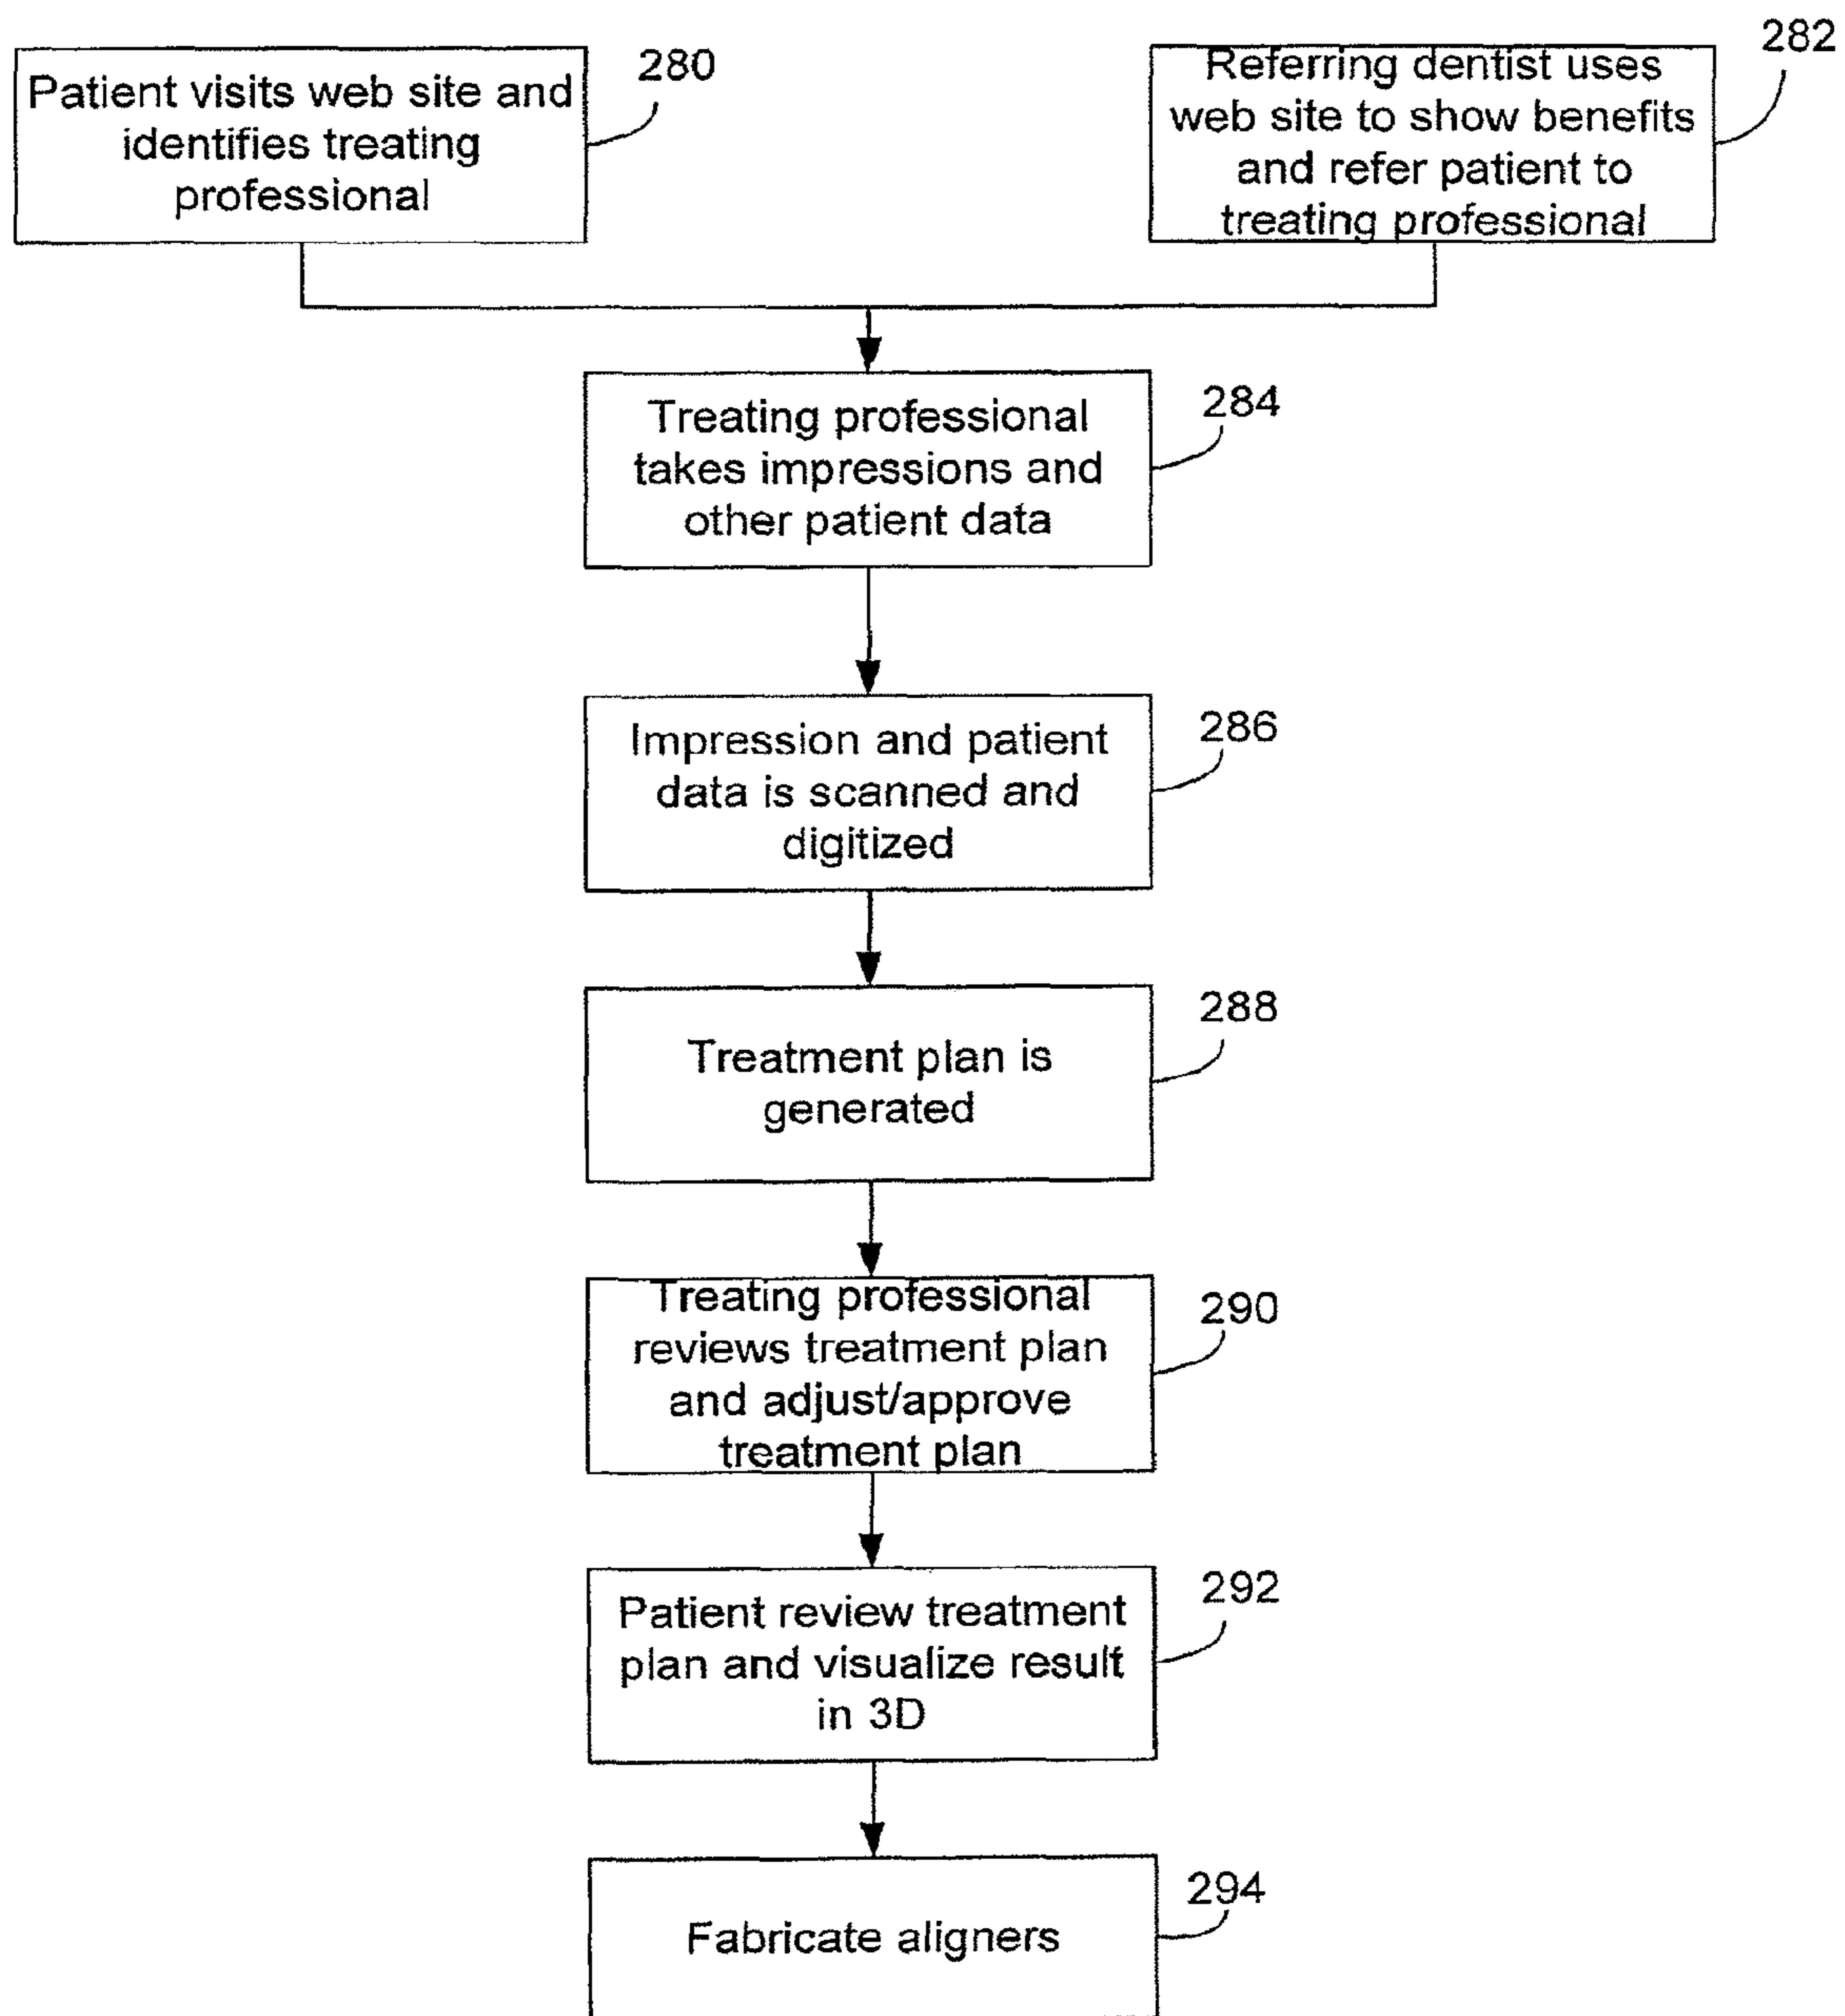 Patient visits web site and
identifies treating
professional
280
Referring dentist uses
web site to show benefits
and refer patient to
treating professional
282
Treating professional
takes impressions and
other patient data
284
Impression and patient
data is scanned and
digitized
286
Treatment plan is
generated
288
Treating professional
reviews treatment plan
and adjust/approve
treatment plan
290
Patient review treatment
plan and visualize result
in 3D
292
Fabricate aligners
294